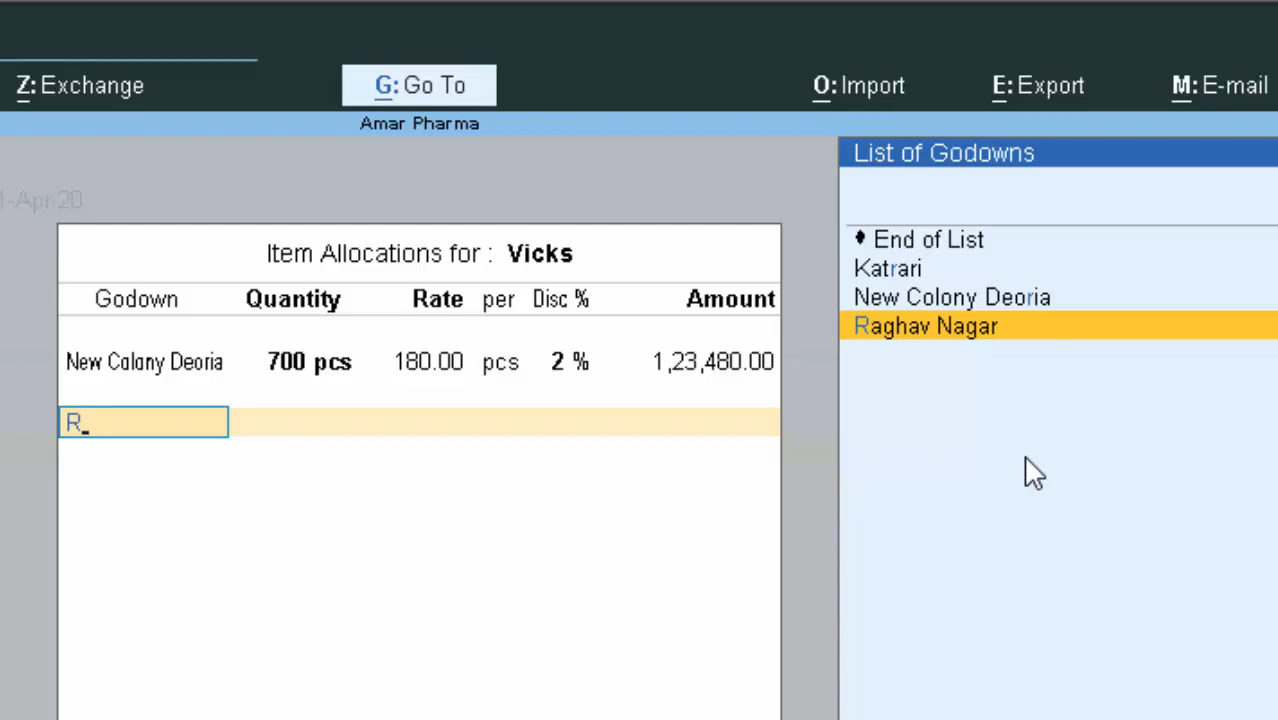 Z: Exchange
G: Go To
O: Import
E: Export
M: E-mail
Amar Pharma
List of Godowns
-Apr-20
♦ End of List
Katrari
New Colony Deoria
Raghav Nagar
Item Allocations for : Vicks
Godown Quantity Rate per Disc % Amount
New Colony Deoria 700 pcs 180.00 pcs 2 % 1,23,480.00
R